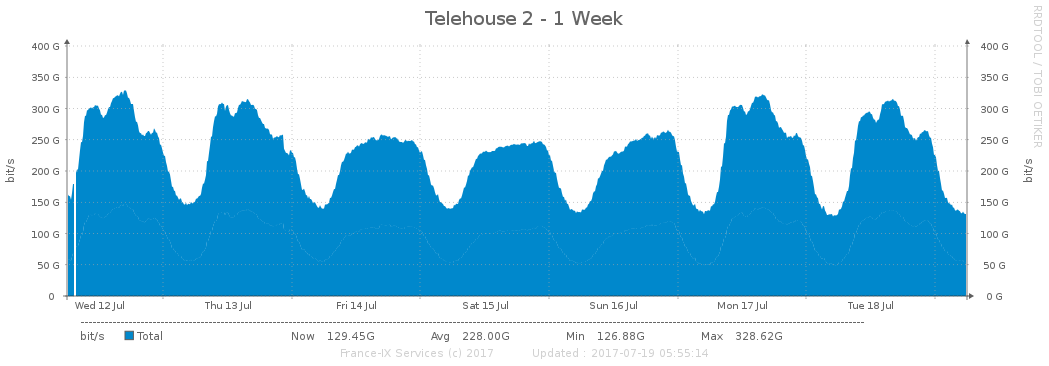 Telehouse 2 - 1 Week
RRDTOOL / TOBI OETIKER
bit/s
400 G 400 G
350 G 350 G
300 G 300 G
250 G 250 G
200 G 200 G
150 G 150 G
100 G 100 G
50 G 50 G
0 0 G
bit/s
Wed 12 Jul Thu 13 Jul Fri 14 Jul Sat 15 Jul Sun 16 Jul Mon 17 Jul Tue 18 Jul
bit/s Total Now 129.45G Avg 228.00G Min 126.88G Max 328.62G
France-IX Services (c) 2017 Updated : 2017-07-19 05:55:14